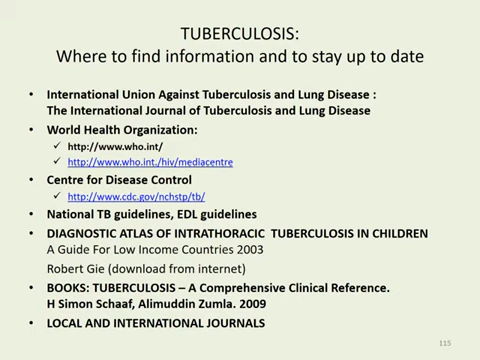 TUBERCULOSIS:
Where to find information and to stay up to date
• International Union Against Tuberculosis and Lung Disease :
The International Journal of Tuberculosis and Lung Disease
• World Health Organization:
✓ http://www.who.int/
✓ http://www.who.int./hiv/mediacentre
• Centre for Disease Control
✓ http://www.cdc.gov/nchstp/tb/
• National TB guidelines, EDL guidelines
• DIAGNOSTIC ATLAS OF INTRATHORACIC TUBERCULOSIS IN CHILDREN
A Guide For Low Income Countries 2003
Robert Gie (download from internet)
• BOOKS: TUBERCULOSIS – A Comprehensive Clinical Reference.
H Simon Schaaf, Alimuddin Zumla. 2009
• LOCAL AND INTERNATIONAL JOURNALS
115